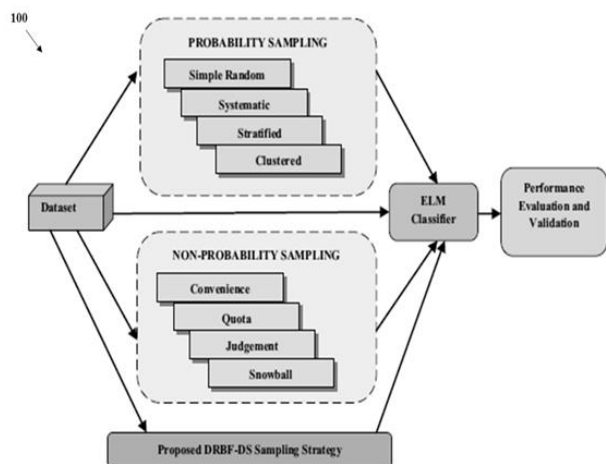 100
PROBABILITY SAMPLING
Simple Random
Systematic
Stratified
Clustered
Dataset
ELM
Classifier
Performance
Evaluation and
Validation
NON-PROBABILITY SAMPLING
Convenience
Quota
Judgement
Snowball
Proposed DRBF-DS Sampling Strategy